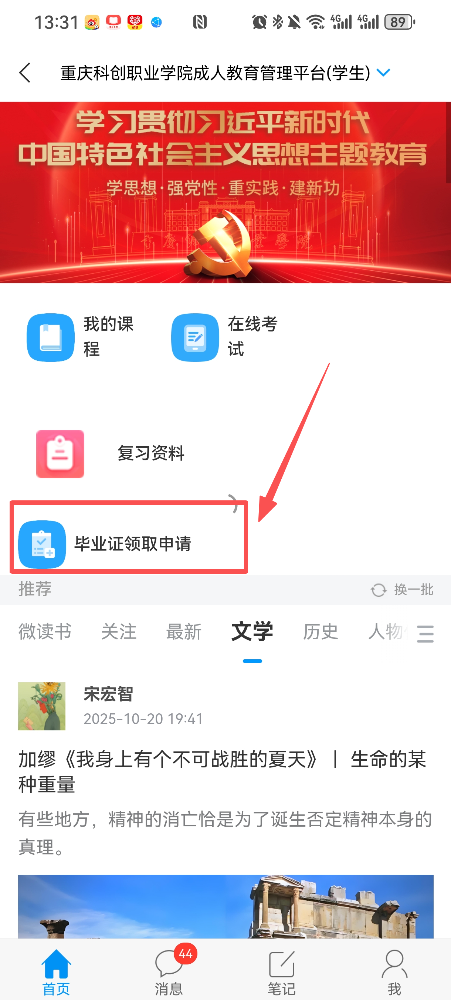 13:31
4G 4G 89
重庆科创职业学院成人教育管理平台(学生)
学习贯彻习近平新时代
中国特色社会主义思想主题教育
学思想·强党性·重实践·建新功
我的课
程
在线考
试
复习资料
毕业证领取申请
推荐
换一批
微读书 关注 最新 文学 历史 人物
宋宏智
2025-10-20 19:41
加缪《我身上有个不可战胜的夏天》 | 生命的某
种重量
有些地方，精神的消亡恰是为了诞生否定精神本身的
真理。
44
首页 消息 笔记 我